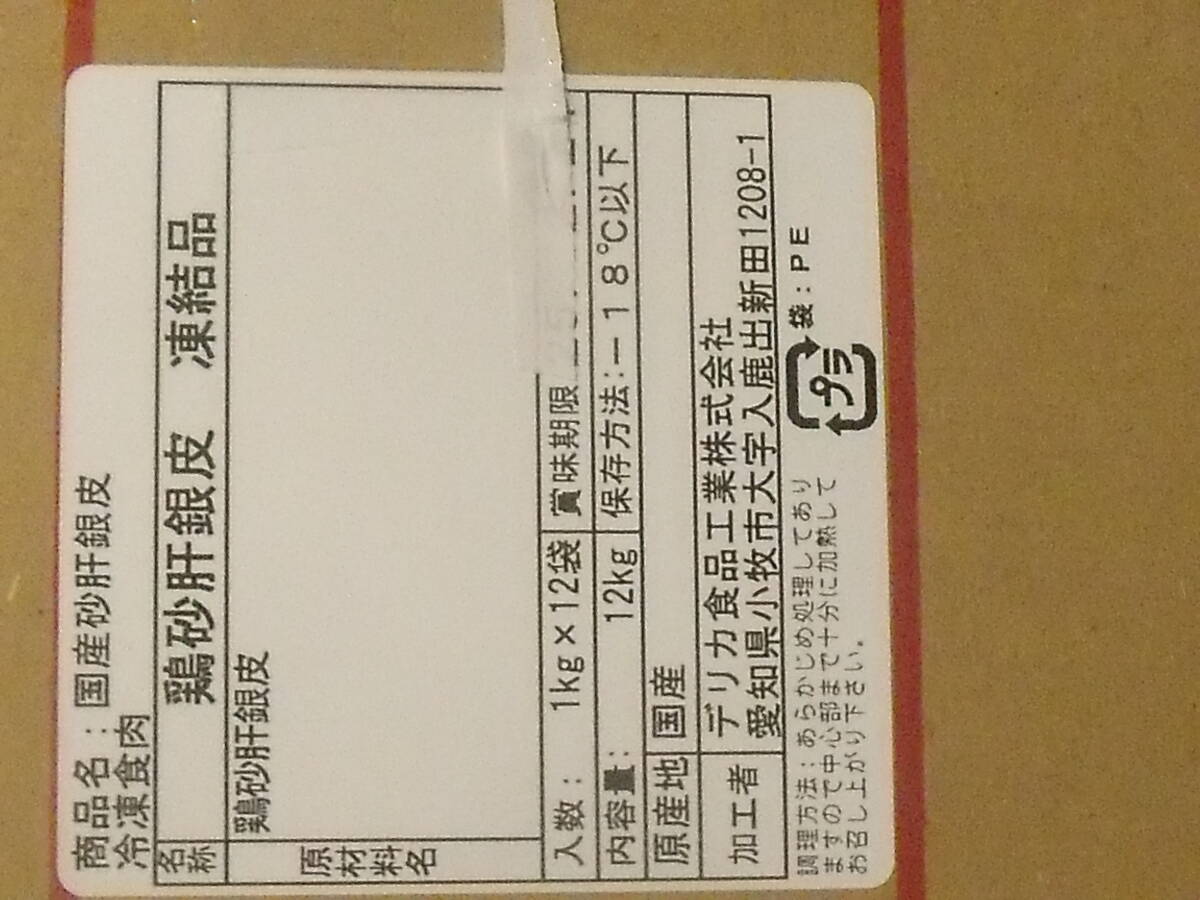 商品名：国産砂肝銀皮
冷凍食肉
名称 鶏砂肝銀皮 凍結品
原材料名 鶏砂肝銀皮
入数： 1kg×12袋 賞味期限
内容量： 12kg 保存方法：－１８℃以下
原産地 国産
加工者 デリカ食品工業株式会社
愛知県小牧市大字入鹿出新田1208-1
調理方法：あらかじめ処理してあり
ますので中心部まで十分に加熱して
お召し上がり下さい。
プラ 袋：PE